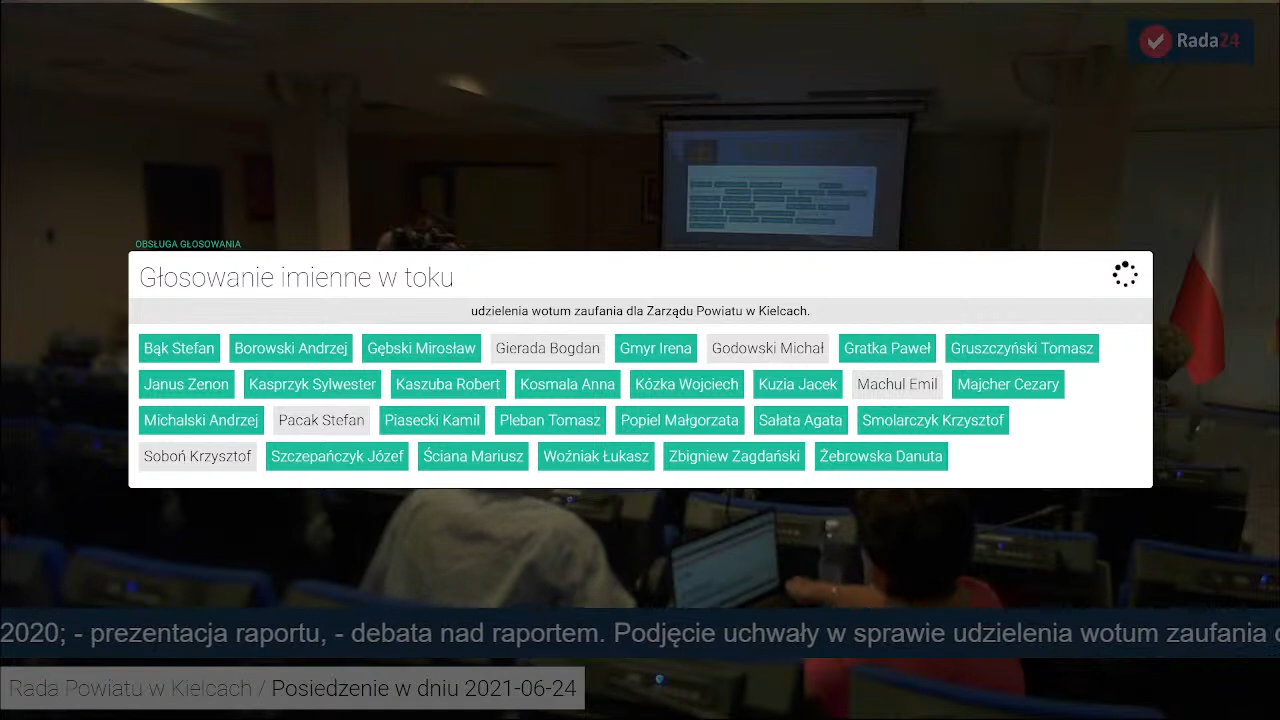 Rada24
OBSŁUGA GŁOSOWANIA
Głosowanie imienne w toku
udzielenia wotum zaufania dla Zarządu Powiatu w Kielcach.
Bąk Stefan Borowski Andrzej Gębski Mirosław Gierada Bogdan Gmyr Irena Godowski Michał Gratka Paweł Gruszczyński Tomasz
Janus Zenon Kasprzyk Sylwester Kaszuba Robert Kosmala Anna Kózka Wojciech Kuzia Jacek Machul Emil Majcher Cezary
Michalski Andrzej Pacak Stefan Piasecki Kamil Pleban Tomasz Popiel Małgorzata Sałata Agata Smolarczyk Krzysztof
Soboń Krzysztof Szczepańczyk Józef Ściana Mariusz Woźniak Łukasz Zbigniew Zagdański Żebrowska Danuta
2020; - prezentacja raportu, - debata nad raportem. Podjęcie uchwały w sprawie udzielenia wotum zaufania
Rada Powiatu w Kielcach / Posiedzenie w dniu 2021-06-24